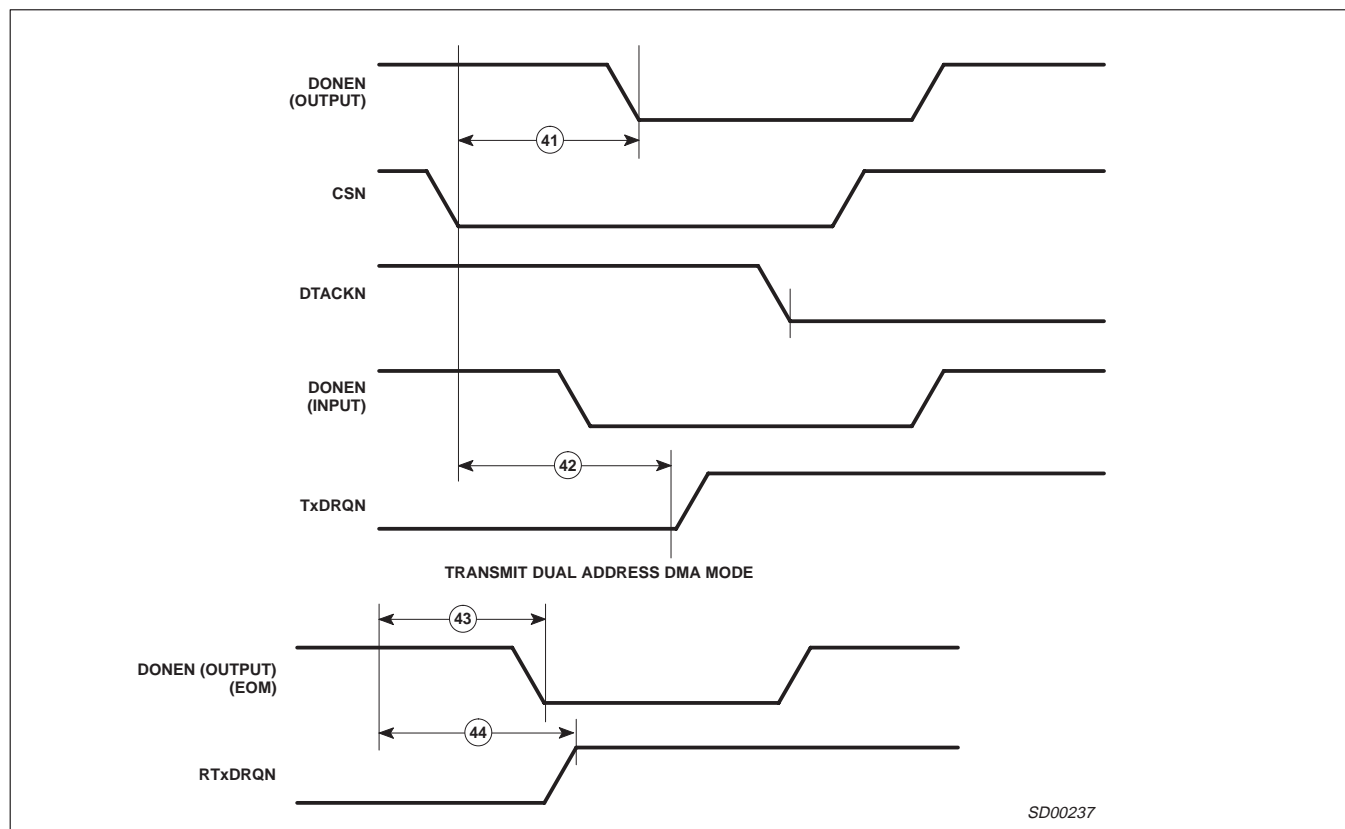 DONEN
(OUTPUT)
41
CSN
DTACKN
DONEN
(INPUT)
42
TxDRQN
TRANSMIT DUAL ADDRESS DMA MODE
43
DONEN (OUTPUT)
(EOM)
44
RTxDRQN
SD00237